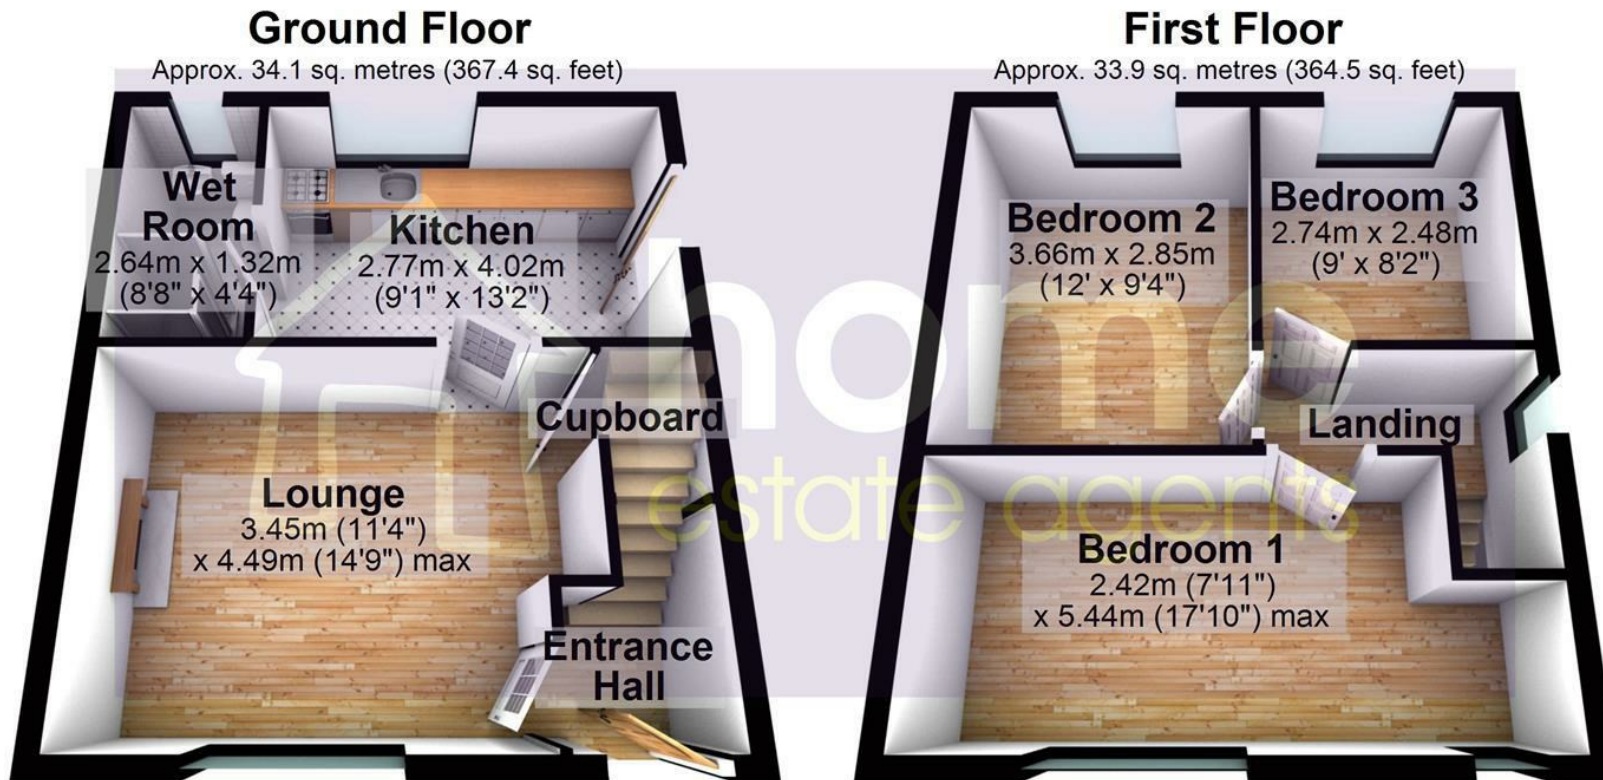 Ground Floor
Approx. 34.1 sq. metres (367.4 sq. feet)
Wet
Room
2.64m x 1.32m
(8'8" x 4'4")
Kitchen
2.77m x 4.02m
(9'1" x 13'2")
Cupboard
Lounge
3.45m (11'4")
x 4.49m (14'9") max
Entrance
Hall
First Floor
Approx. 33.9 sq. metres (364.5 sq. feet)
Bedroom 2
3.66m x 2.85m
(12' x 9'4")
Bedroom 3
2.74m x 2.48m
(9' x 8'2")
Landing
Bedroom 1
2.42m (7'11")
x 5.44m (17'10") max
home
estate agents